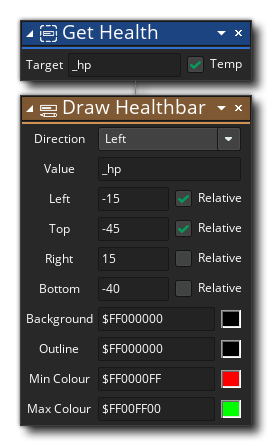 Get Health
Target _hp Temp
Draw Healthbar
Direction Left
Value _hp
Left -15 Relative
Top -45 Relative
Right 15 Relative
Bottom -40 Relative
Background $FF000000
Outline $FF000000
Min Colour $FF0000FF
Max Colour $FF00FF00